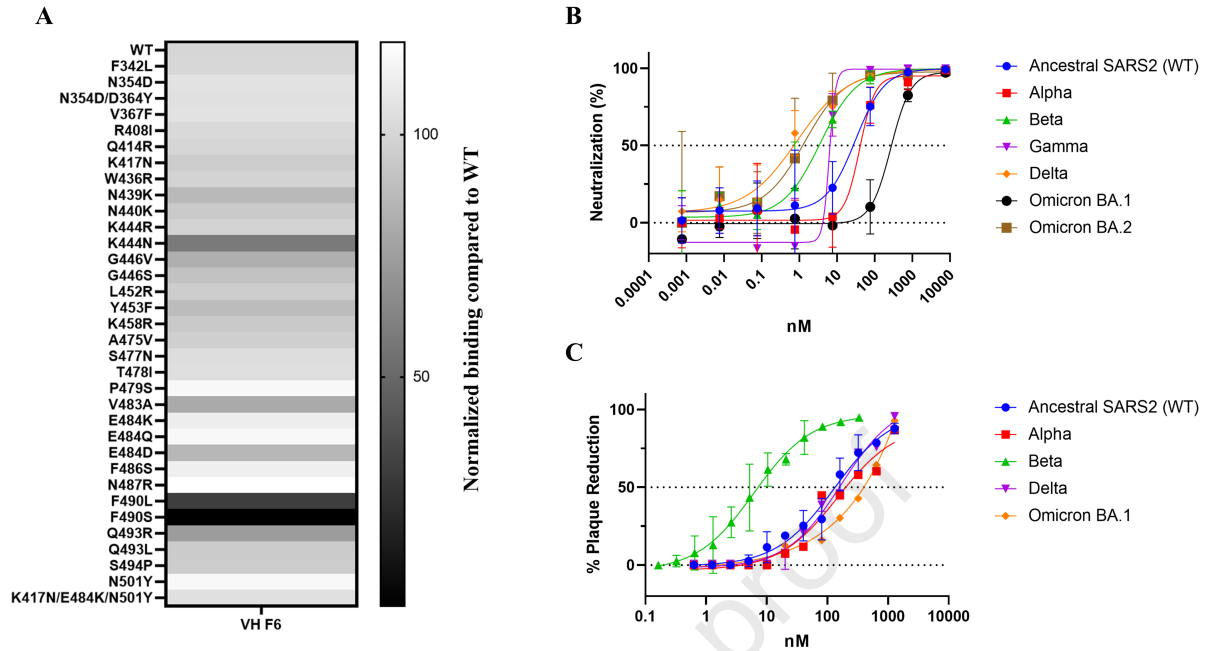 A
WT
F342L
N354D
N354D/D364Y
V367F
R408I
Q414R
K417N
W436R
N439K
N440K
K444R
K444N
G446V
G446S
L452R
Y453F
K458R
A475V
S477N
T478I
P479S
V483A
E484K
E484Q
E484D
F486S
N487R
F490L
F490S
Q493R
Q493L
S494P
N501Y
K417N/E484K/N501Y
VH F6
100
50
Normalized binding compared to WT
B
Neutralization (%)
100
50
0
0.0001
0.001
0.01
0.1
1
10
100
1000
10000
nM
Ancestral SARS2 (WT)
Alpha
Beta
Gamma
Delta
Omicron BA.1
Omicron BA.2
C
% Plaque Reduction
100
50
0
0.1
1
10
100
1000
10000
nM
Ancestral SARS2 (WT)
Alpha
Beta
Delta
Omicron BA.1
proof